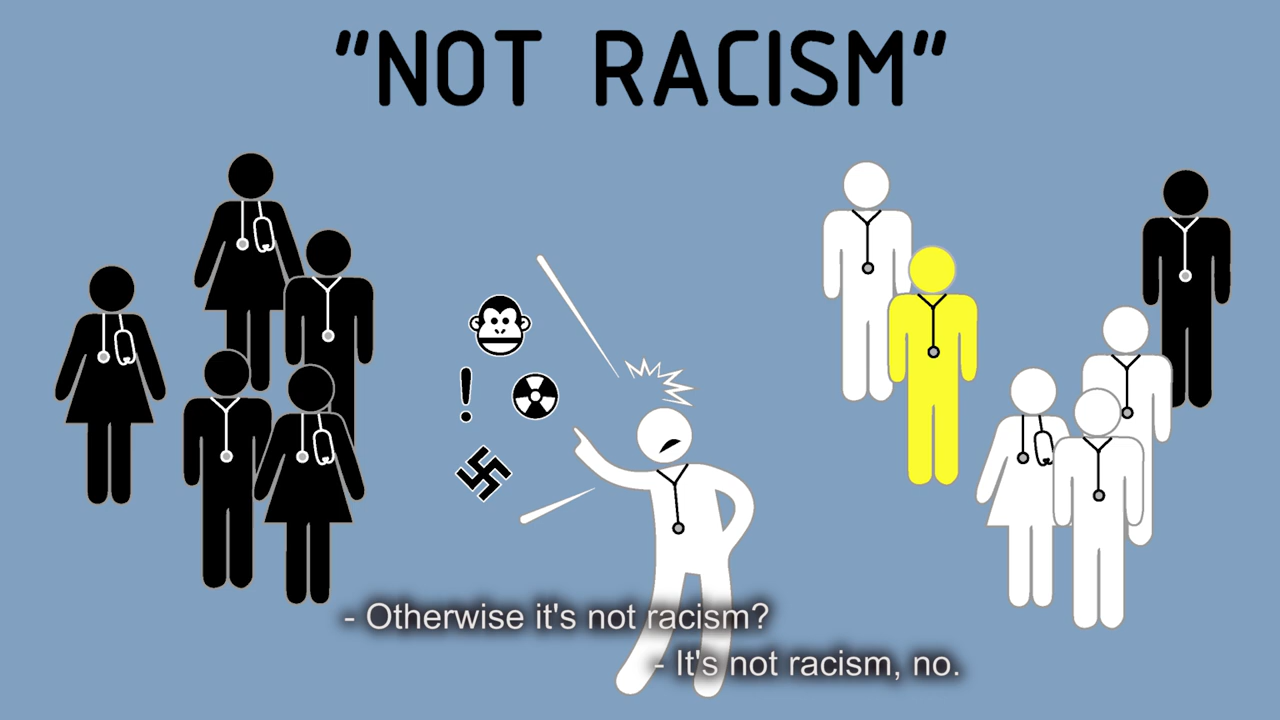 "NOT RACISM"
!
- Otherwise it's not racism?
- It's not racism, no.